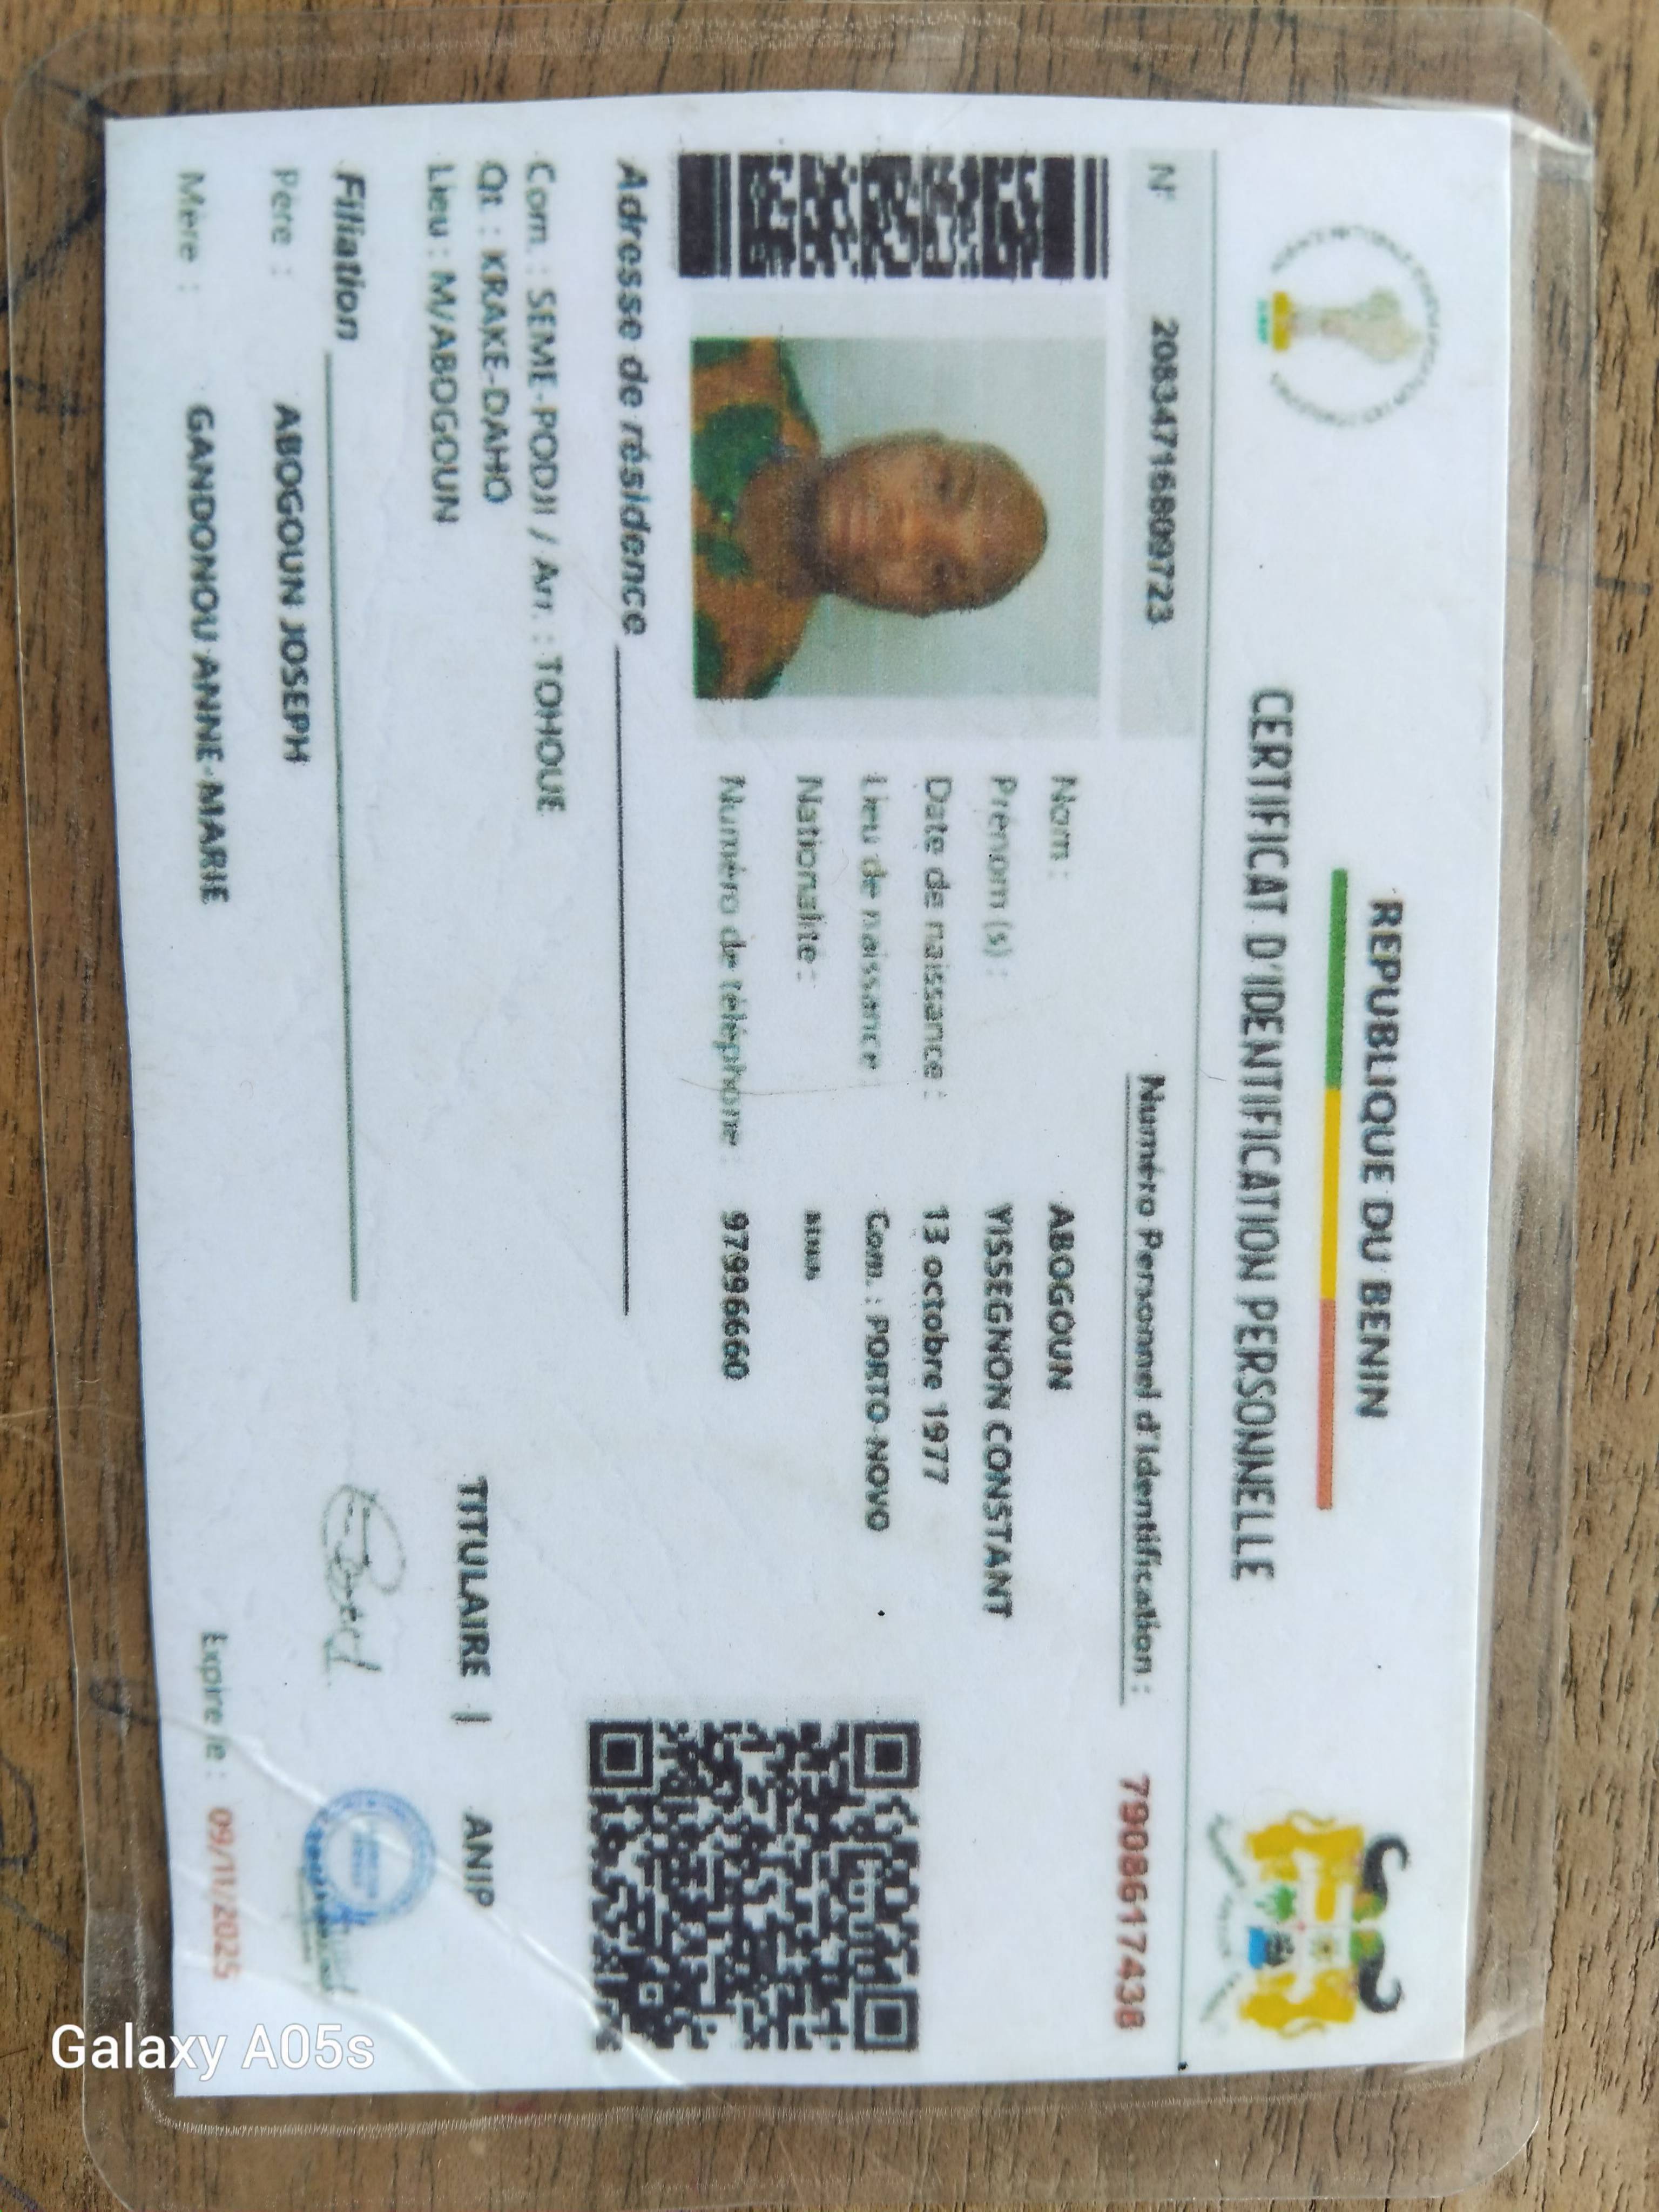 REPUBLIQUE DU BENIN
CERTIFICAT D'IDENTIFICATION PERSONNELLE
N° 20834716809723
Numéro Personnel d'Identification : 7908617438
Nom : ABOGOUN
Prénom (s) : YISSEGNON CONSTANT
Date de naissance : 13 octobre 1977
Lieu de naissance Com. : PORTO-NOVO
Nationalité :
Numéro de téléphone : 97996660
Adresse de résidence
Com. : SEME-PODJI / Arr. : TOHOUE
Qt : KRAKE-DAHO
Lieu : M/ABOGOUN
TITULAIRE | ANIP
Filiation
Père : ABOGOUN JOSEPH
Mère : GANDONOU ANNE-MARIE
Expire le : 09/11/2025
Galaxy A05s